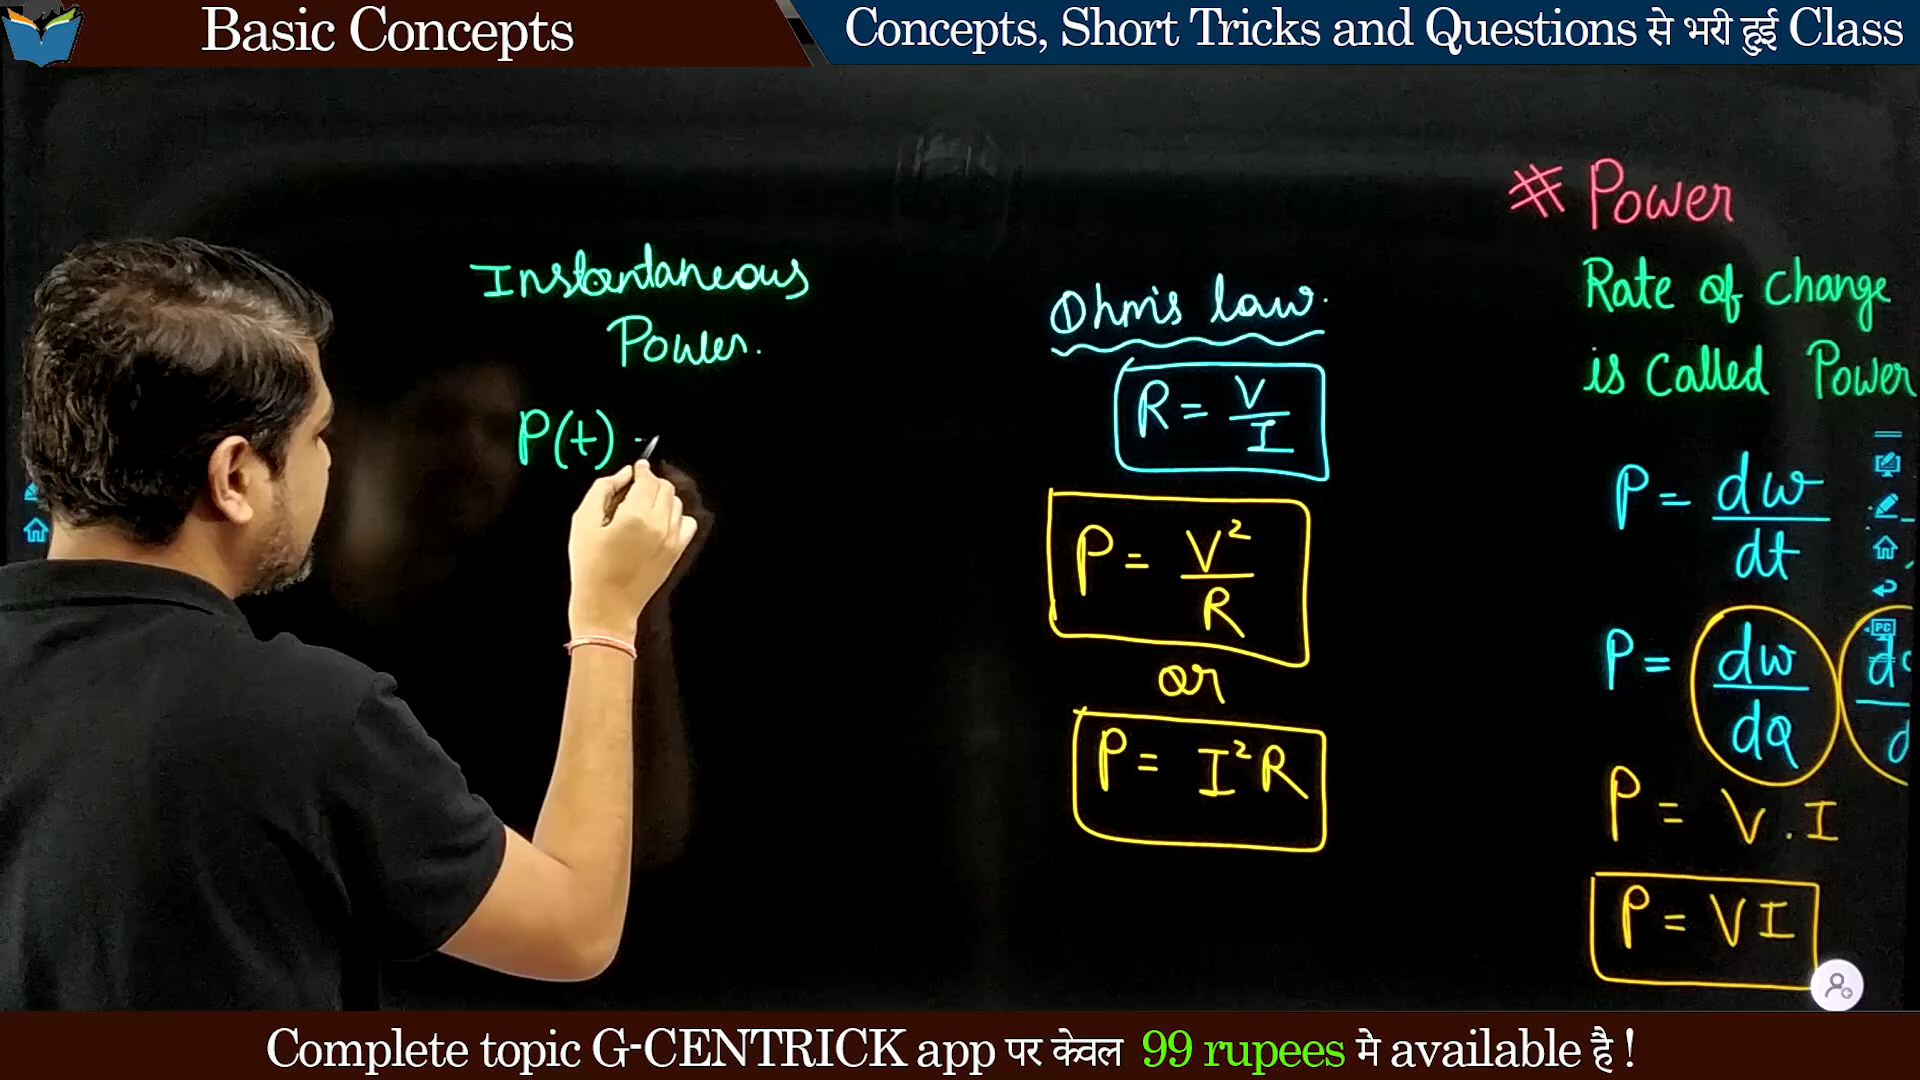 Basic Concepts
Concepts, Short Tricks and Questions से भरी हुई Class
# Power
Rate of change
is called Power
P = dw/dt
P = dw/dQ
P = V.I
P = VI
Ohm's law.
R = V/I
P = V²/R
or
P = I²R
Instantaneous
Power.
P(t)
PC
Complete topic G-CENTRICK app पर केवल 99 rupees मे available है !